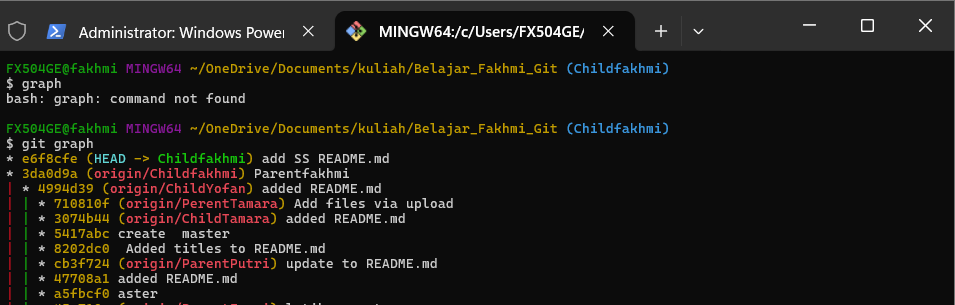 Administrator: Windows Power
MINGW64:/c/Users/FX504GE/
FX504GE@fakhmi MINGW64 ~/OneDrive/Documents/kuliah/Belajar_Fakhmi_Git (Childfakhmi)
$ graph
bash: graph: command not found
FX504GE@fakhmi MINGW64 ~/OneDrive/Documents/kuliah/Belajar_Fakhmi_Git (Childfakhmi)
$ git graph
* e6f8cfe (HEAD -> Childfakhmi) add SS README.md
* 3da0d9a (origin/Childfakhmi) Parentfakhmi
| * 4994d39 (origin/ChildYofan) added README.md
| | * 710810f (origin/PerentTamara) Add files via upload
| | * 3074b44 (origin/ChildTamara) added README.md
| | * 5417abc create  master
| | * 8202dc0  Added titles to README.md
| | * cb3f724 (origin/ParentPutri) update to README.md
| | * 47708a1 added README.md
| | * a5fbcf0 aster